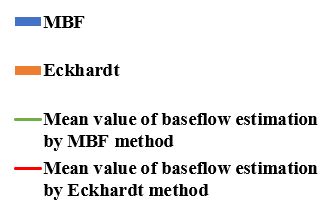 MBF
Eckhardt
Mean value of baseflow estimation
by MBF method
Mean value of baseflow estimation
by Eckhardt method